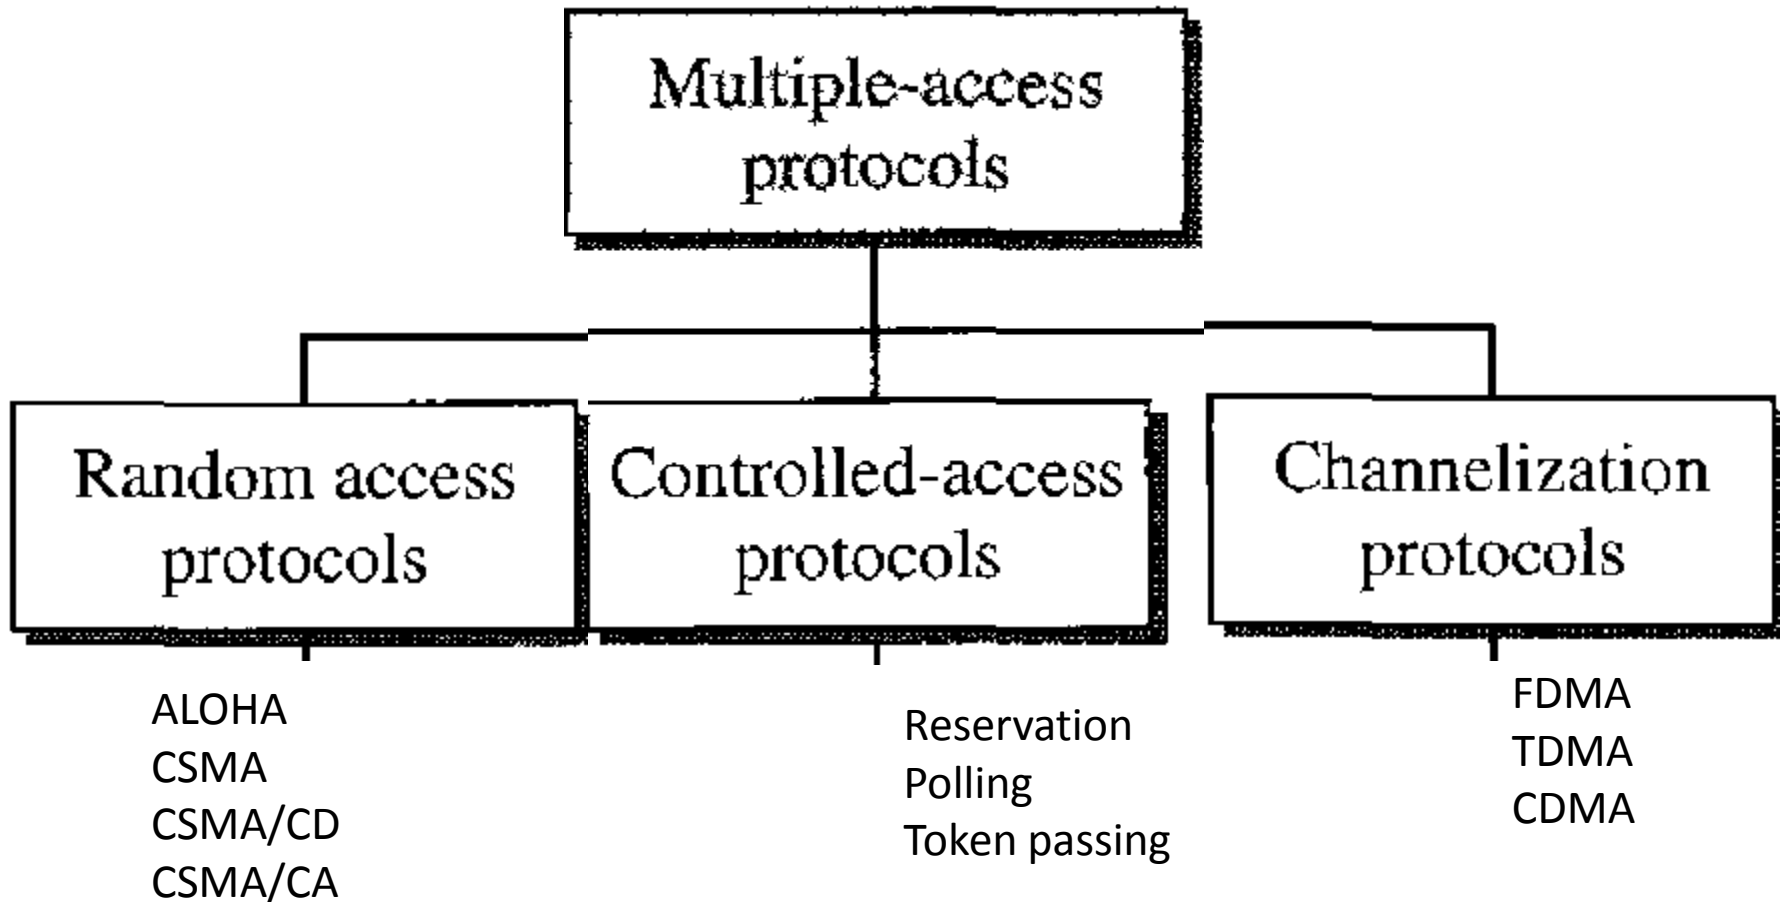 Multiple-access
protocols
Random access
protocols
Controlled-access
protocols
Channelization
protocols
ALOHA
CSMA
CSMA/CD
CSMA/CA
Reservation
Polling
Token passing
FDMA
TDMA
CDMA